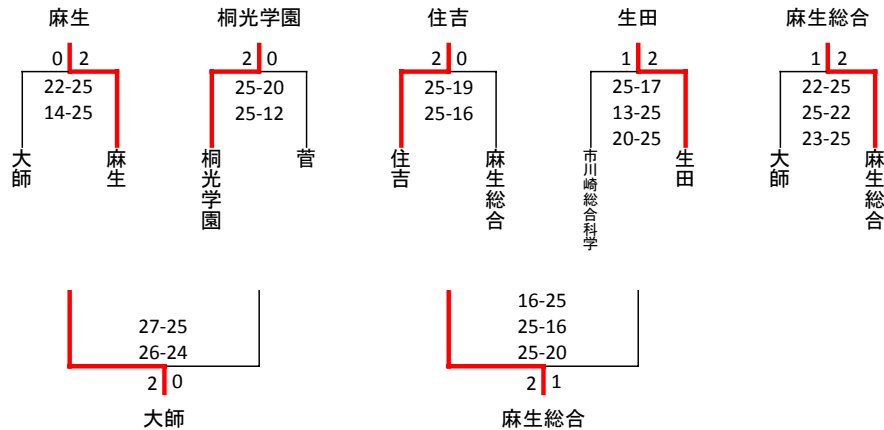 麻生
桐光学園
住吉
生田
麻生総合
0 2
22-25
14-25
大師
麻生
2 0
25-20
25-12
桐光学園
菅
2 0
25-19
25-16
住吉
麻生総合
1 2
25-17
13-25
20-25
市川崎総合科学
生田
1 2
22-25
25-22
23-25
大師
麻生総合
27-25
26-24
2 0
大師
16-25
25-16
25-20
2 1
麻生総合